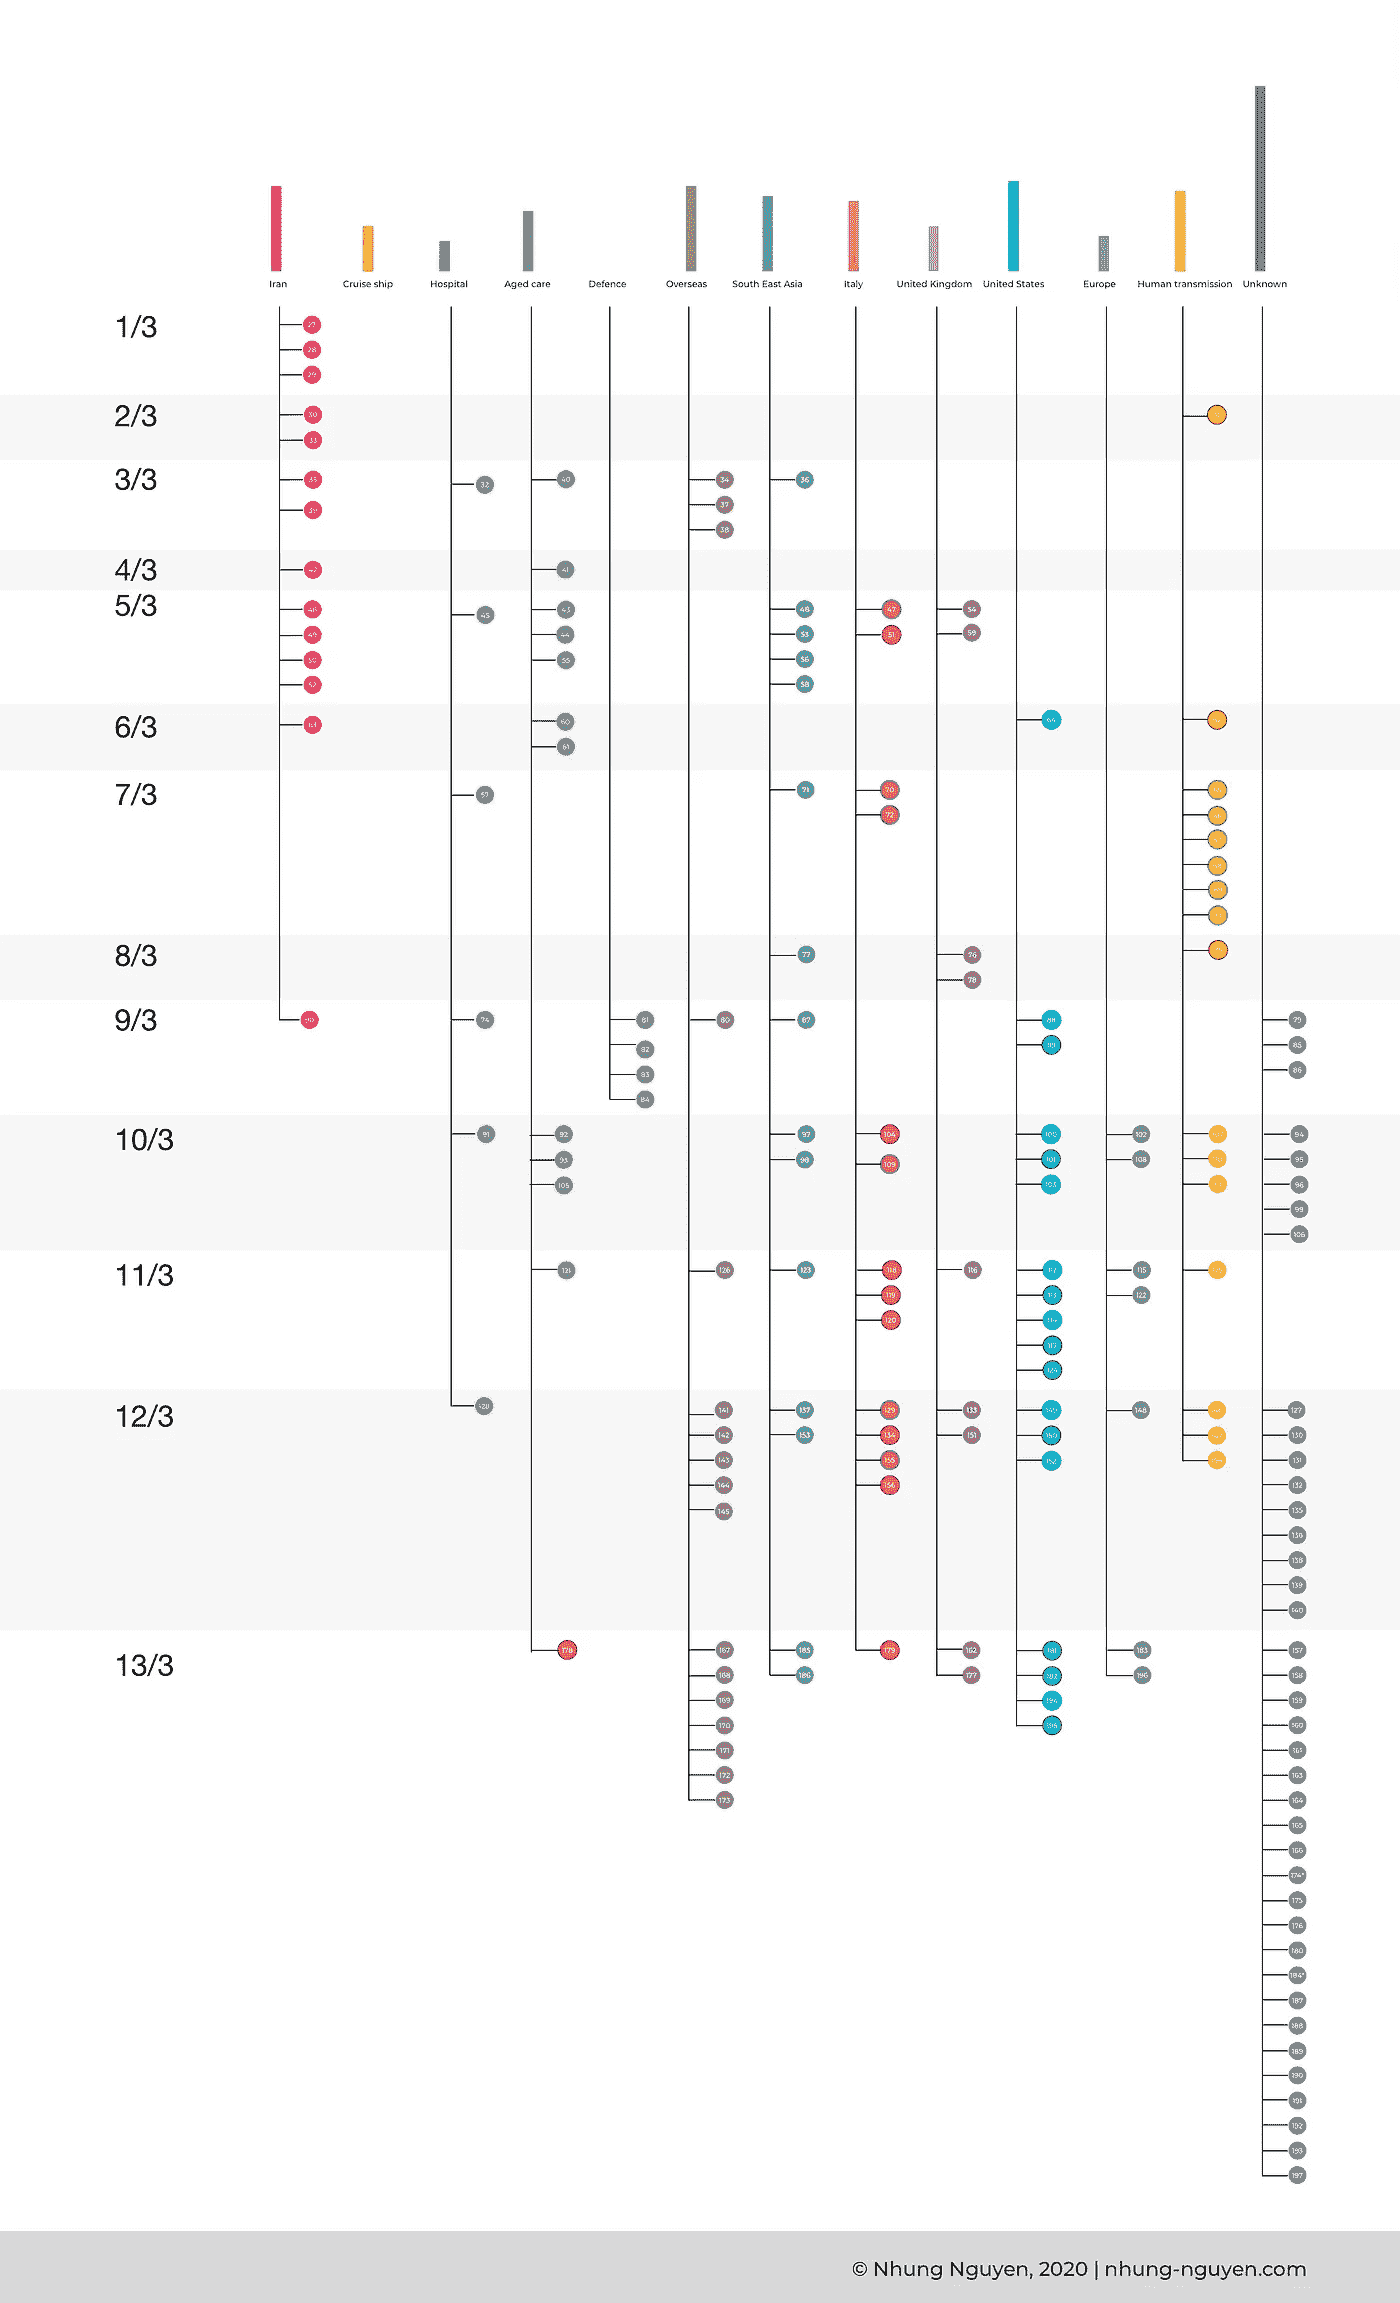 Iran Cruise ship Hospital Aged care Defence Overseas South East Asia Italy United Kingdom United States Europe Human transmission Unknown
1/3
27
28
29
2/3
30
33
3/3
35 32 40 34 36
39 37
38
4/3
41
5/3
45 43 48 47 54
49 44 53 51 59
50 55 56
52 58
6/3
60 64
61
7/3
57 71 70
72
8/3
77 76
78
9/3
74 81 80 87 88 79
82 89 85
83 86
84
10/3
91 92 97 104 100 102 94
93 98 109 101 108 95
105 103 96
99
106
11/3
121 126 123 118 116 117 115
119 113 122
120 114
124
12/3
128 141 137 129 133 149 148 127
142 153 134 151 150 130
143 155 152 131
144 156 132
145 135
136
138
139
140
13/3
178 167 185 179 162 181 183 157
168 186 177 182 196 158
169 194 159
170 195 160
171 161
172 163
173 164
165
166
174*
175
176
180
184*
187
188
189
190
191
192
193
197
© Nhung Nguyen, 2020 | nhung-nguyen.com